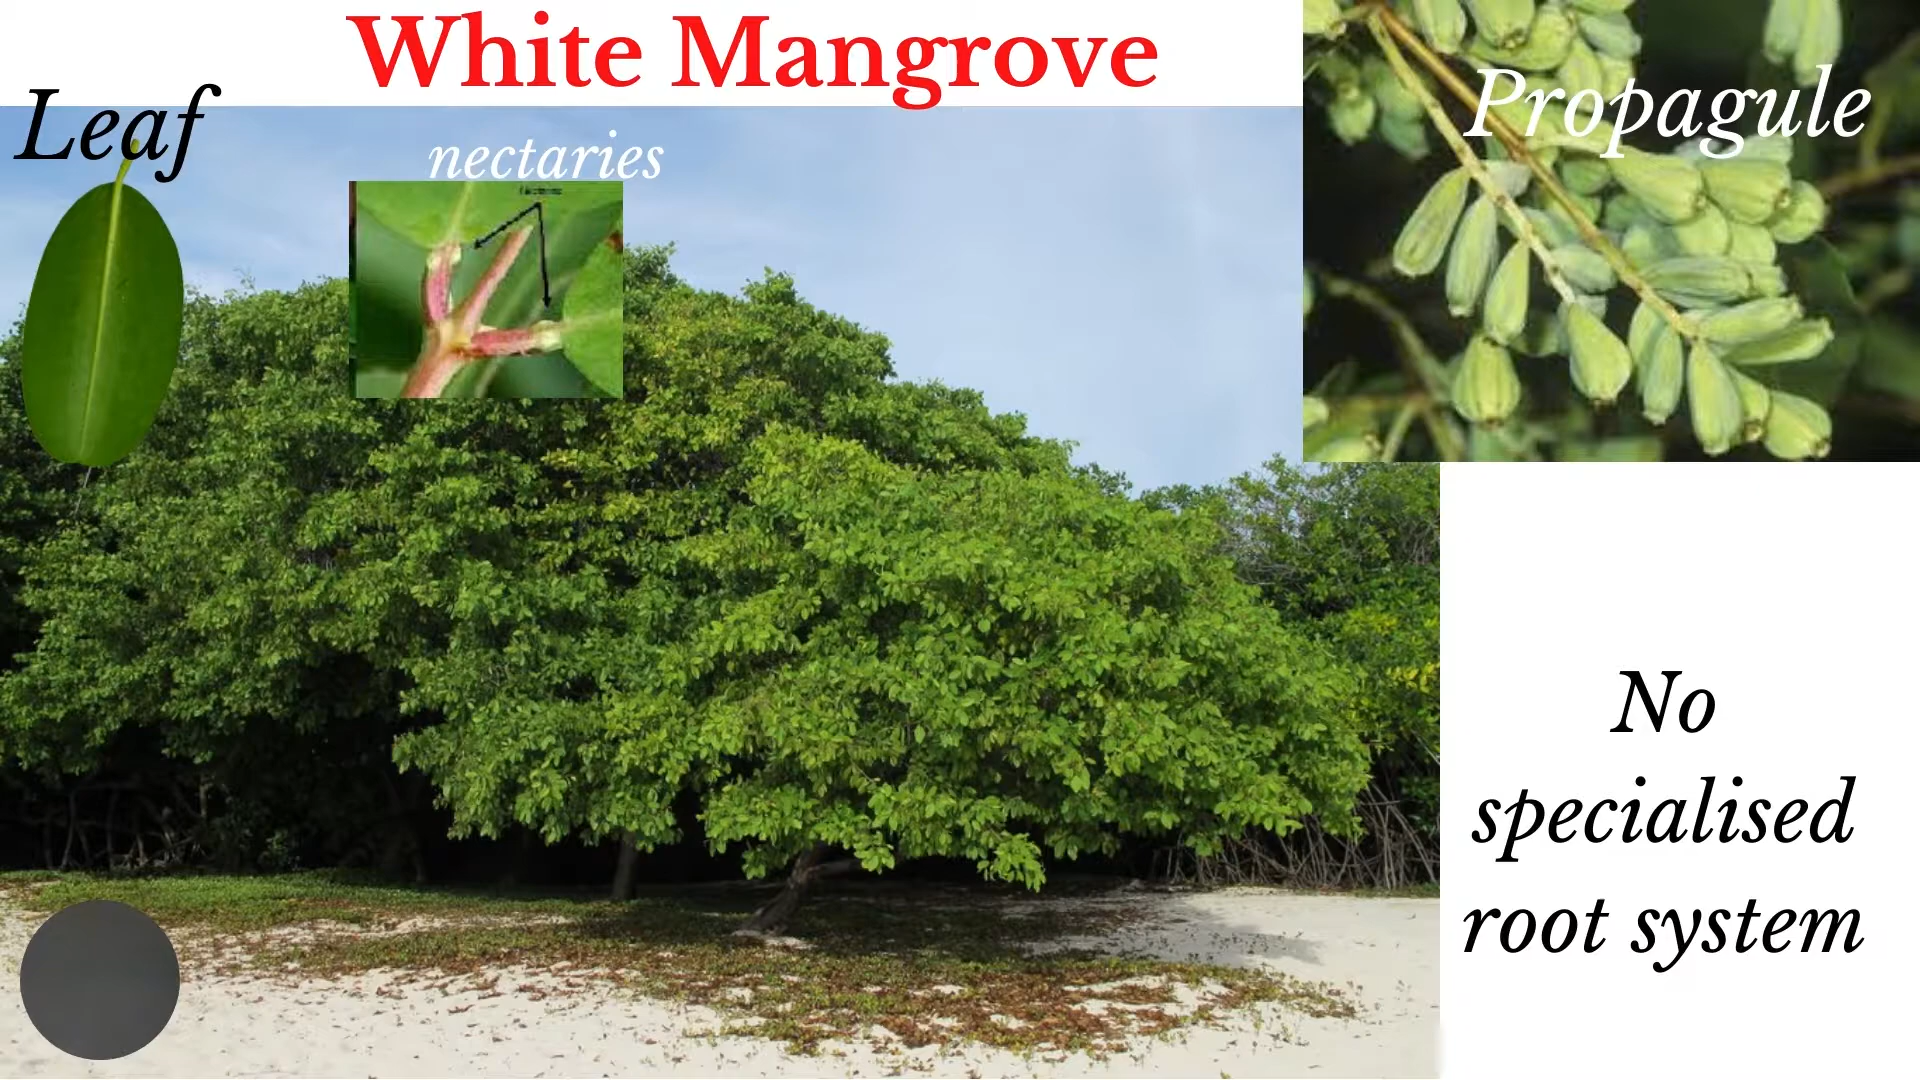 White Mangrove
Leaf
nectaries
Propagule
No
specialised
root system